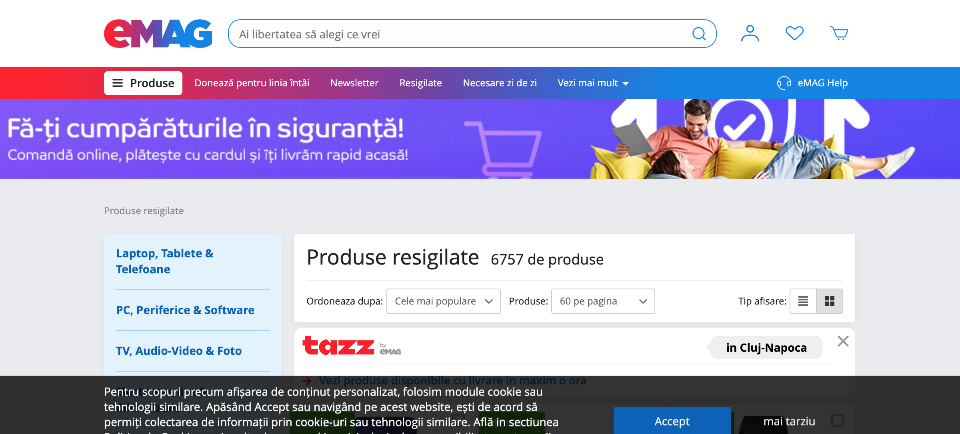 eMAG
Ai libertatea să alegi ce vrei
Produse
Donează pentru linia întâi
Newsletter
Resigilate
Necesare zi de zi
Vezi mai mult
eMAG Help
Fă-ți cumpărăturile în siguranță!
Comandă online, plătește cu cardul și îți livrăm rapid acasă!
Produse resigilate
Laptop, Tablete &
Telefoane
PC, Periferice & Software
TV, Audio-Video & Foto
Produse resigilate 6757 de produse
Ordoneaza dupa: Cele mai populare
Produse: 60 pe pagina
Tip afisare:
tazz by eMAG
in Cluj-Napoca
Vezi produse disponibile cu livrare in maxim o ora
Pentru scopuri precum afișarea de conținut personalizat, folosim module cookie sau
tehnologii similare. Apăsând Accept sau navigând pe acest website, ești de acord să
permiți colectarea de informații prin cookie-uri sau tehnologii similare. Află in sectiunea
Accept
mai tarziu